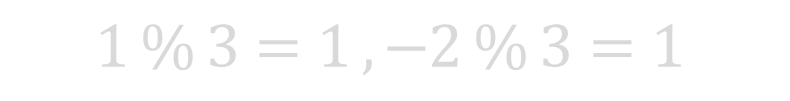 1 % 3 = 1 , −2 % 3 = 1